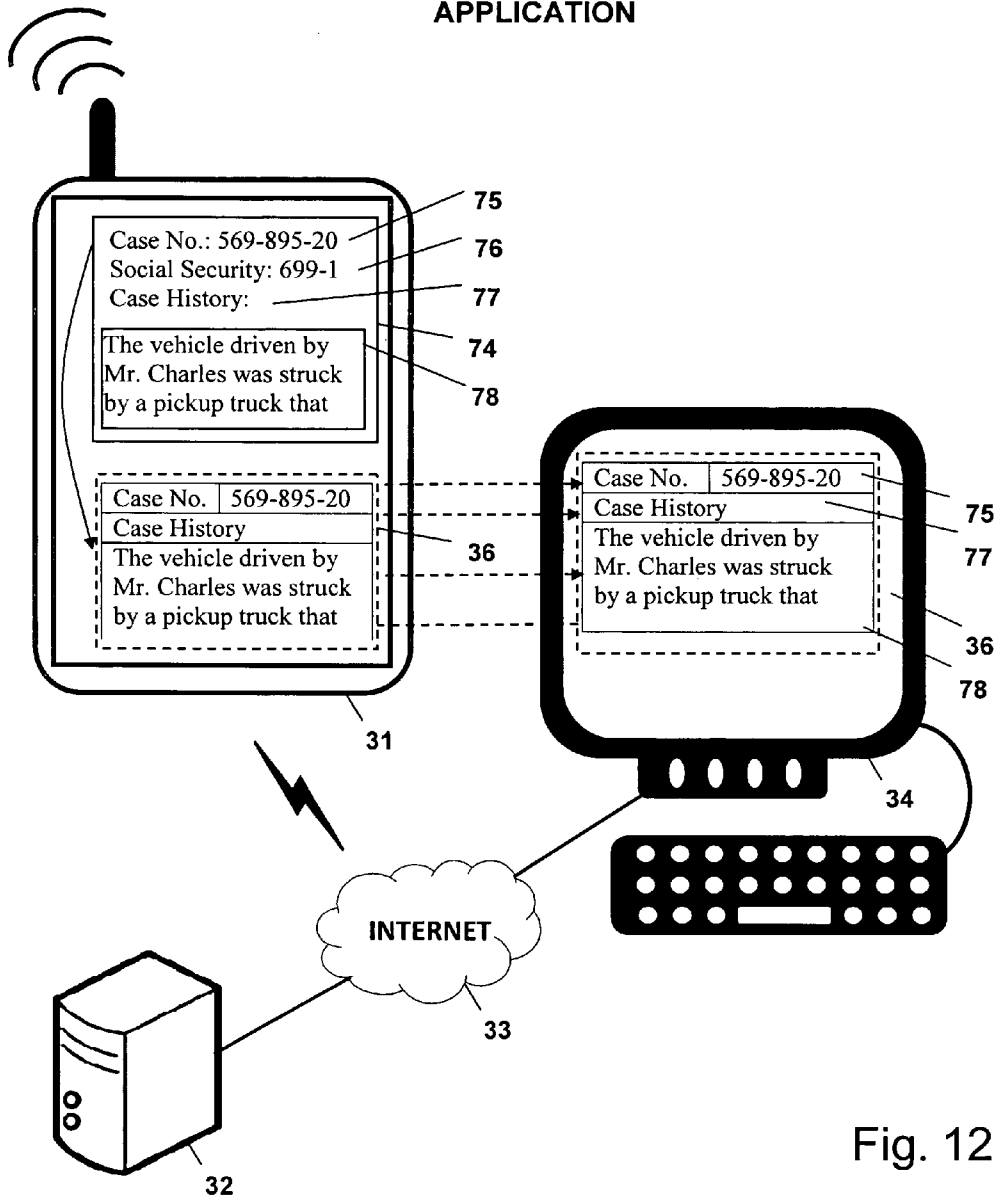 APPLICATION
75
Case No.: 569-895-20
76
Social Security: 699-1
77
Case History:
74
The vehicle driven by
Mr. Charles was struck
78
by a pickup truck that
Case No. 569-895-20
Case History
36
The vehicle driven by
Mr. Charles was struck
by a pickup truck that
31
Case No. 569-895-20
75
Case History
77
The vehicle driven by
Mr. Charles was struck
by a pickup truck that
36
78
34
INTERNET
33
32
Fig. 12